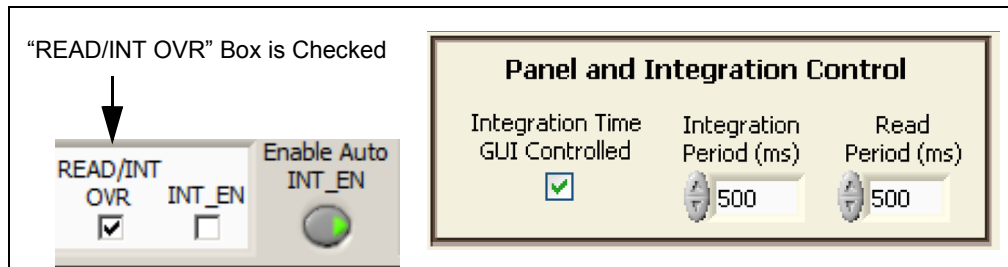 “READ/INT OVR” Box is Checked
READ/INT
OVR
INT_EN
Enable Auto
INT_EN
Panel and Integration Control
Integration Time
GUI Controlled
Integration
Period (ms)
500
Read
Period (ms)
500